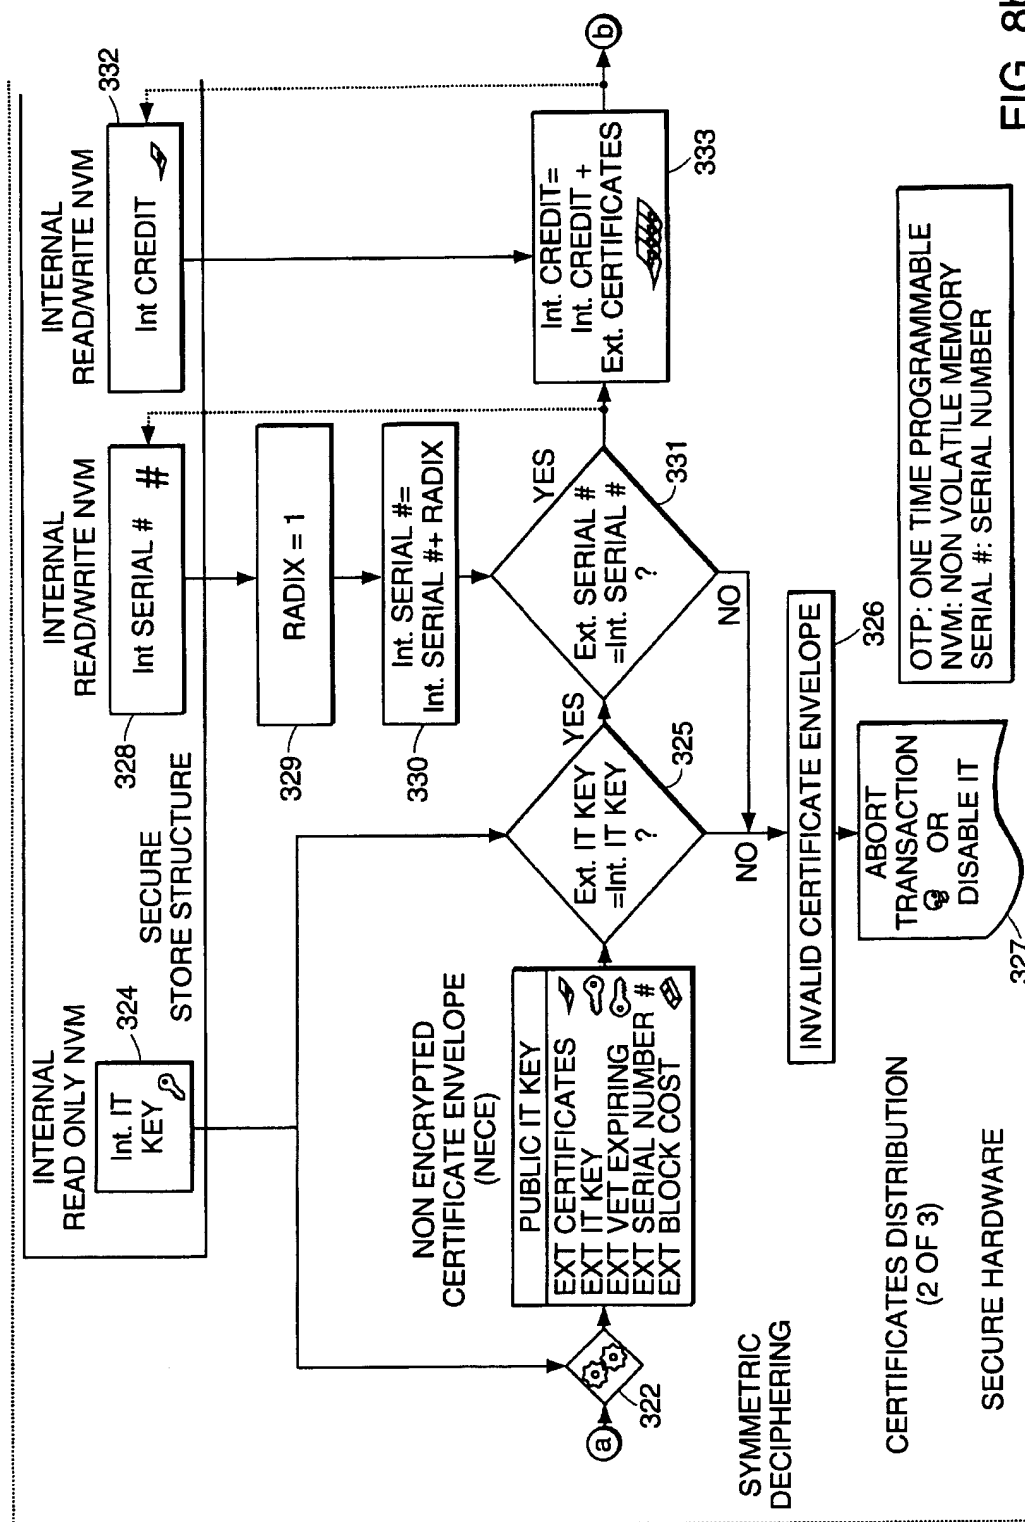 INTERNAL
READ ONLY NVM
Int. IT
KEY
324
SECURE
STORE STRUCTURE
INTERNAL
READ/WRITE NVM
Int SERIAL #
#
328
INTERNAL
READ/WRITE NVM
Int CREDIT
332
RADIX = 1
329
Int. SERIAL #=
Int. SERIAL #+ RADIX
330
NON ENCRYPTED
CERTIFICATE ENVELOPE
(NECE)
PUBLIC IT KEY
EXT CERTIFICATES
EXT IT KEY
EXT VET EXPIRING
EXT SERIAL NUMBER #
EXT BLOCK COST
a
322
SYMMETRIC
DECIPHERING
Ext. IT KEY
=Int. IT KEY
?
325
YES
NO
Ext. SERIAL #
=Int. SERIAL #
?
331
YES
NO
Int. CREDIT=
Int. CREDIT +
Ext. CERTIFICATES
333
b
INVALID CERTIFICATE ENVELOPE
326
ABORT
TRANSACTION
OR
DISABLE IT
327
OTP: ONE TIME PROGRAMMABLE
NVM: NON VOLATILE MEMORY
SERIAL #: SERIAL NUMBER
CERTIFICATES DISTRIBUTION
(2 OF 3)
SECURE HARDWARE
FIG. 8